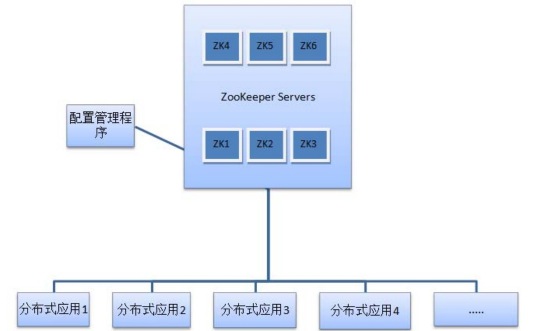 ZK4 ZK5 ZK6
ZooKeeper Servers
配置管理程
序
ZK1 ZK2 ZK3
分布式应用1 分布式应用2 分布式应用3 分布式应用4 .....